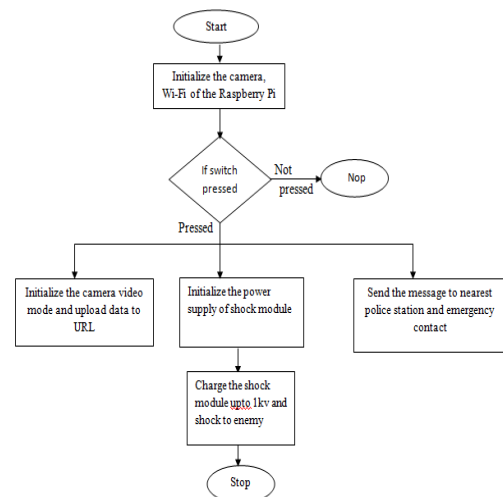 Start
Initialize the camera,
Wi-Fi of the Raspberry Pi
If switch
pressed
Not
pressed
Nop
Pressed
Initialize the camera video
mode and upload data to
URL
Initialize the power
supply of shock module
Send the message to nearest
police station and emergency
contact
Charge the shock
module upto 1kv and
shock to enemy
Stop